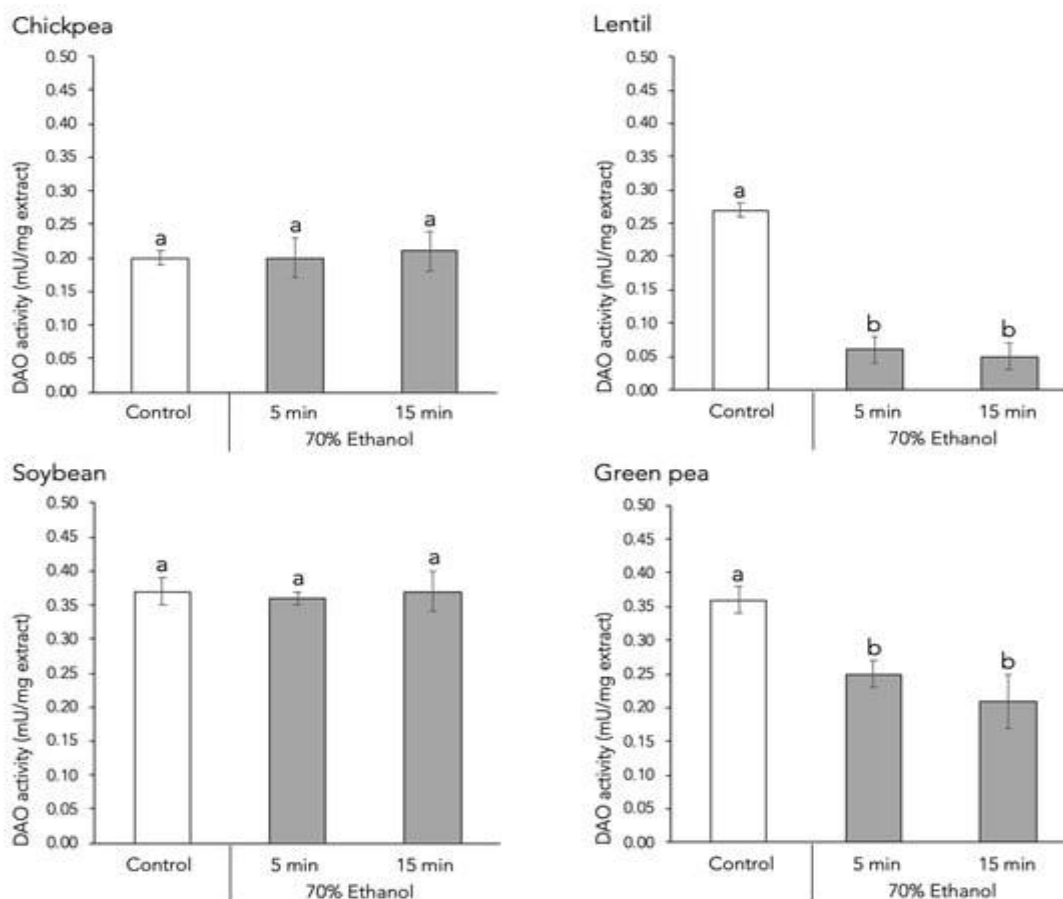 Chickpea
DAO activity (mU/mg extract)
0.50
0.45
0.40
0.35
0.30
0.25
0.20
0.15
0.10
0.05
0.00
a
a
a
Control
5 min
15 min
70% Ethanol
Lentil
DAO activity (mU/mg extract)
0.50
0.45
0.40
0.35
0.30
0.25
0.20
0.15
0.10
0.05
0.00
a
b
b
Control
5 min
15 min
70% Ethanol
Soybean
DAO activity (mU/mg extract)
0.50
0.45
0.40
0.35
0.30
0.25
0.20
0.15
0.10
0.05
0.00
a
a
a
Control
5 min
15 min
70% Ethanol
Green pea
DAO activity (mU/mg extract)
0.50
0.45
0.40
0.35
0.30
0.25
0.20
0.15
0.10
0.05
0.00
a
b
b
Control
5 min
15 min
70% Ethanol